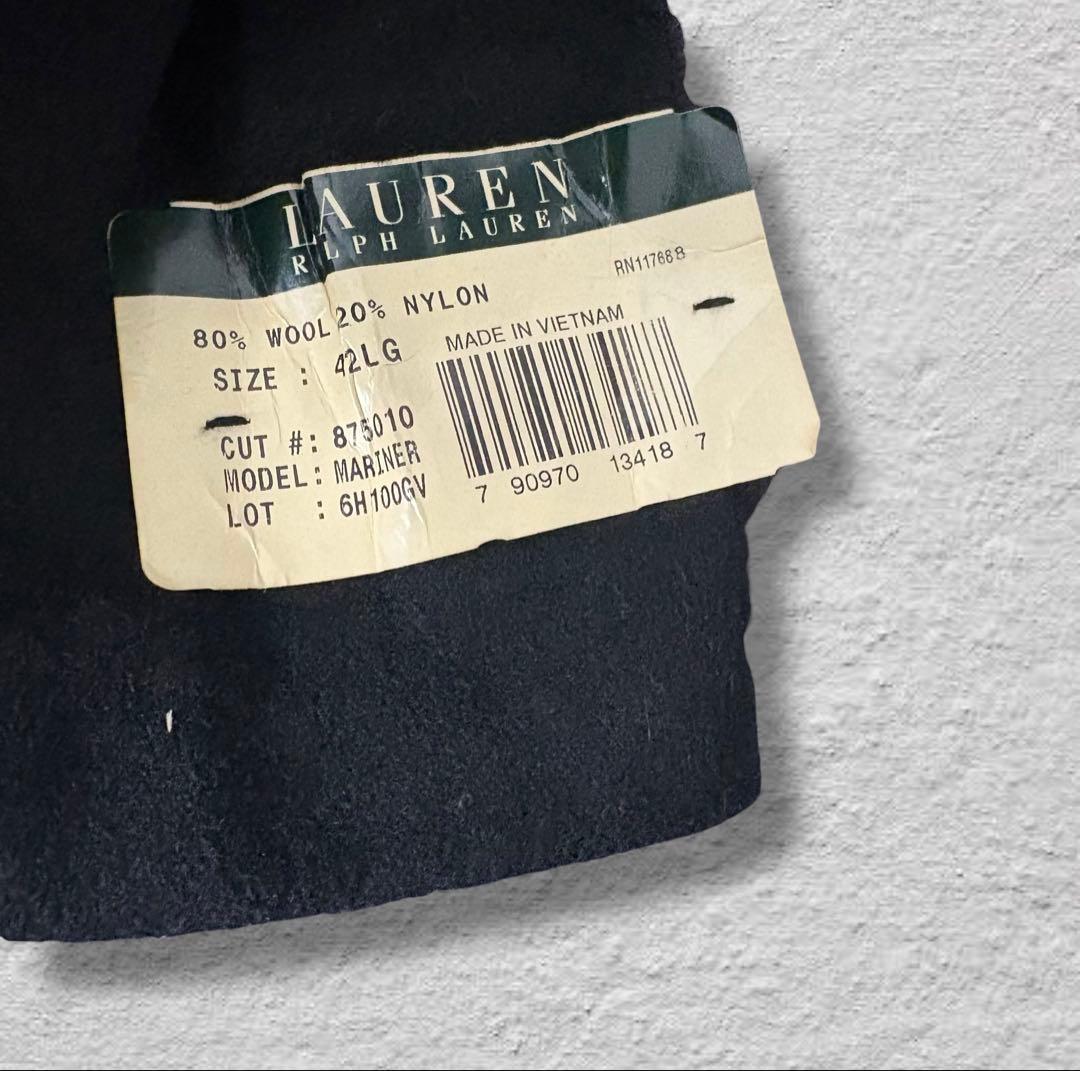 LAUREN
RALPH LAUREN
RN117688
80% WOOL 20% NYLON
SIZE : 42LG
MADE IN VIETNAM
CUT #: 875010
MODEL: MARINER
LOT : 6H100GV
7 90970 13418 7